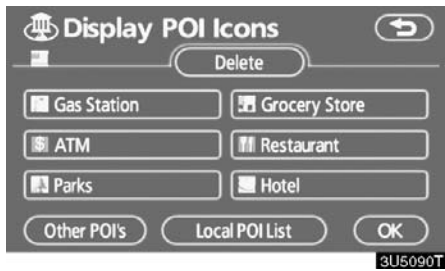 Display POI Icons
Delete
Gas Station
Grocery Store
$ ATM
Restaurant
Parks
Hotel
Other POI's
Local POI List
OK
3U5090T